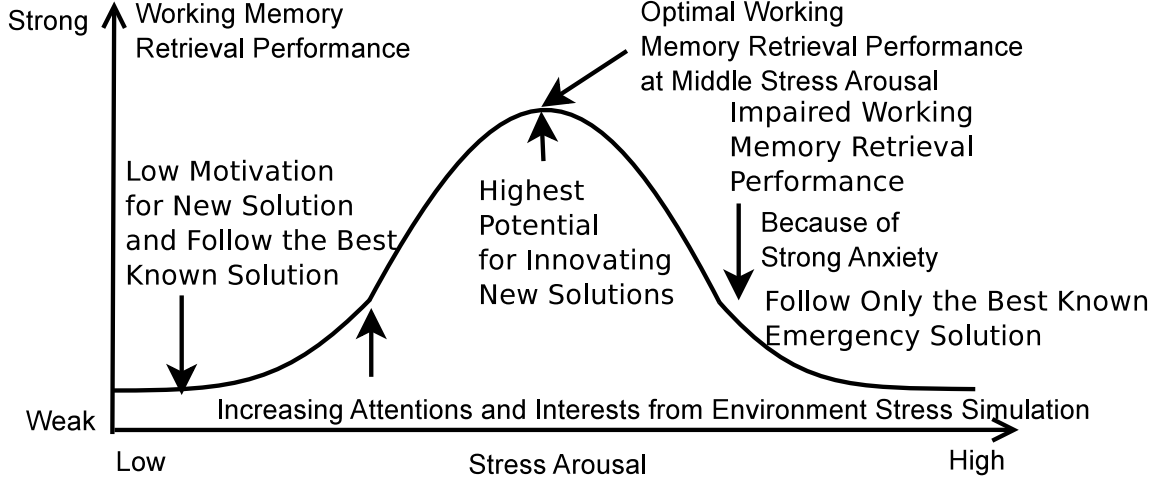 Strong
Working Memory
Retrieval Performance
Optimal Working
Memory Retrieval Performance
at Middle Stress Arousal
Impaired Working
Memory Retrieval
Performance
Low Motivation
for New Solution
and Follow the Best
Known Solution
Highest
Potential
for Innovating
New Solutions
Because of
Strong Anxiety
Follow Only the Best Known
Emergency Solution
Increasing Attentions and Interests from Environment Stress Simulation
Weak
Low
Stress Arousal
High